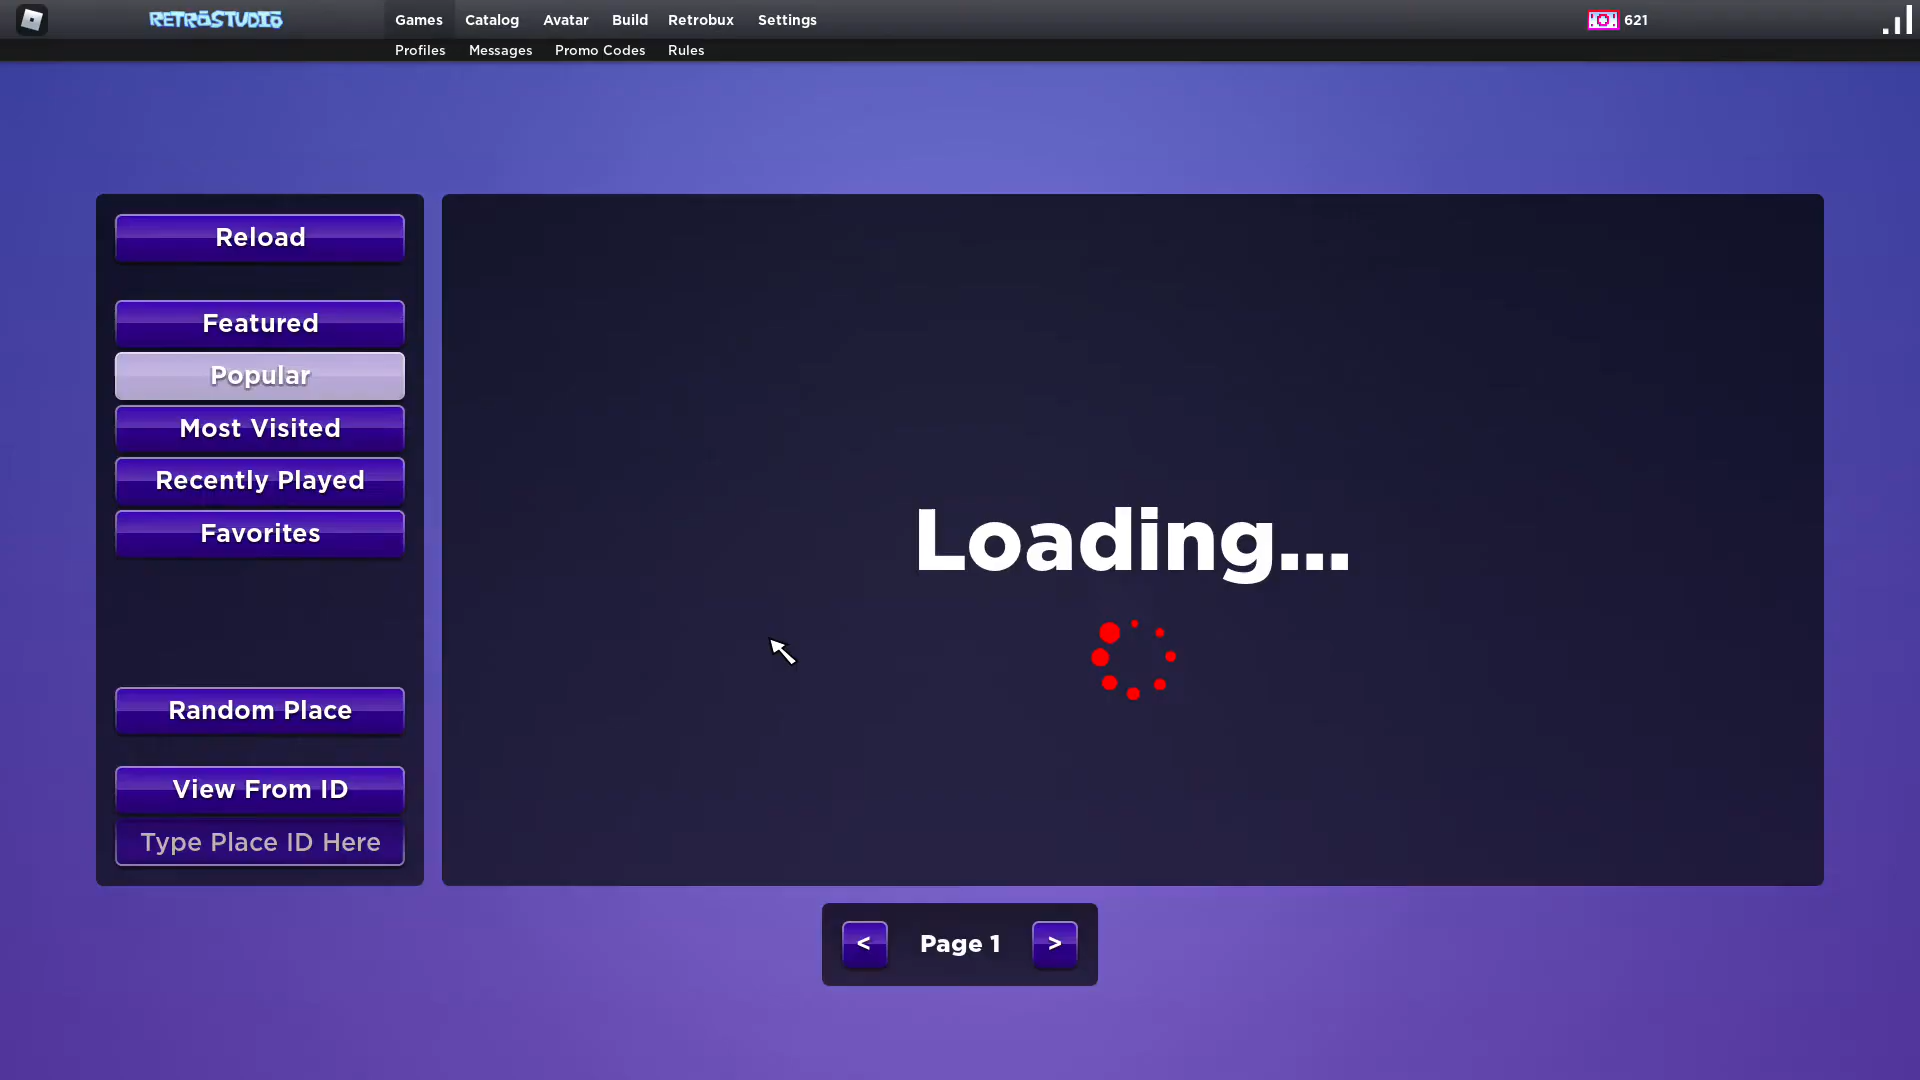 RETROSTUDIO
Games Catalog Avatar Build Retrobux Settings
621
Profiles Messages Promo Codes Rules
Reload
Featured
Popular
Most Visited
Recently Played
Favorites
Random Place
View From ID
Type Place ID Here
Loading...
< Page 1 >